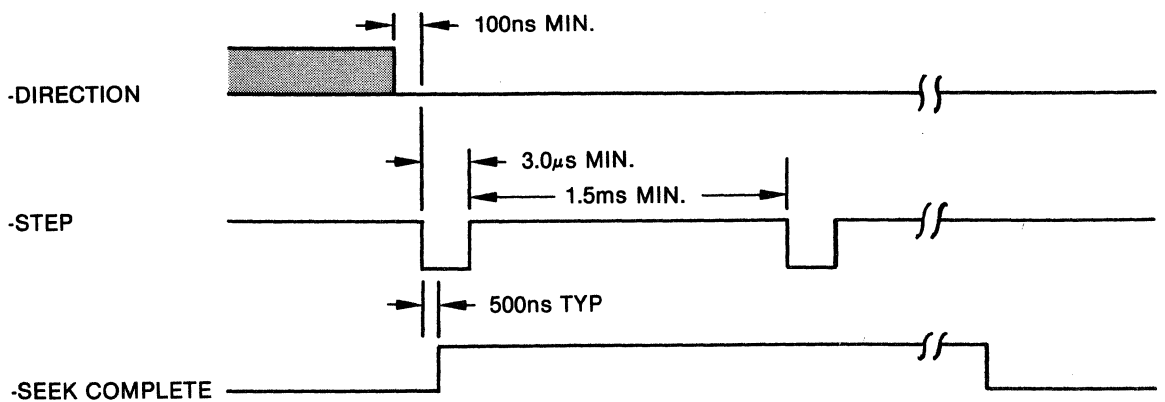 100ns MIN.
-DIRECTION
3.0μs MIN.
1.5ms MIN.
-STEP
500ns TYP
-SEEK COMPLETE